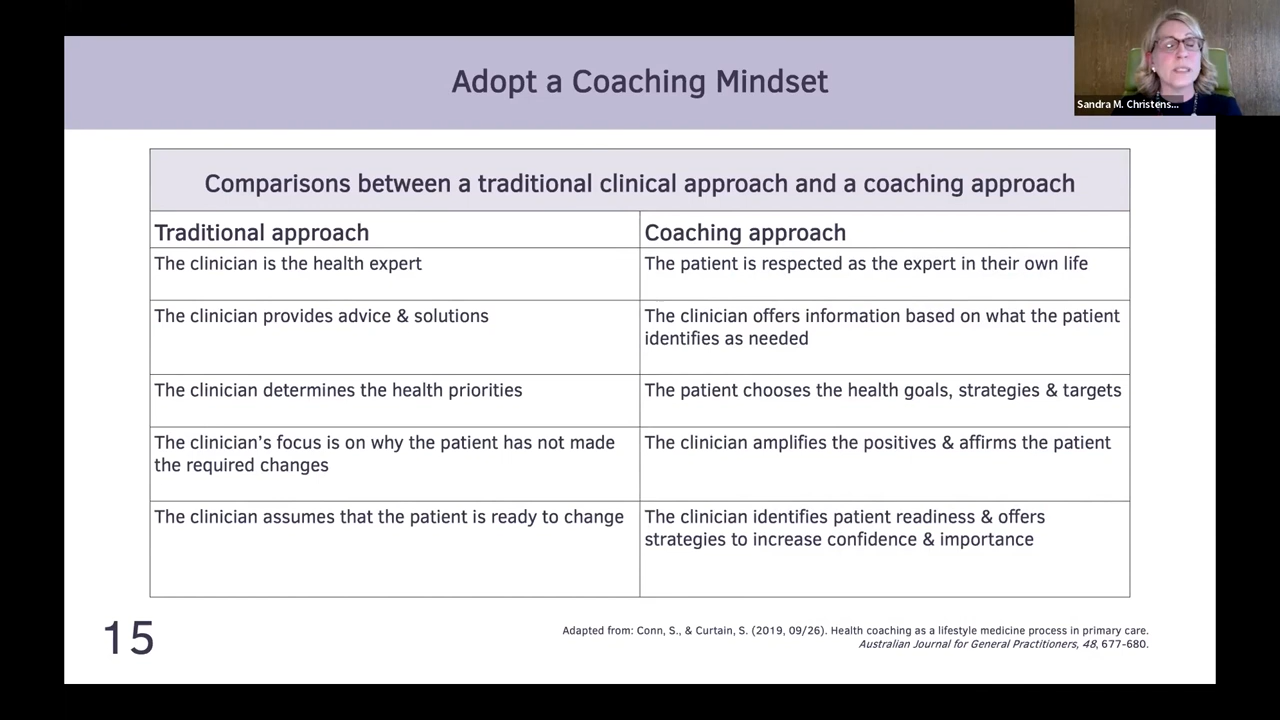 Adopt a Coaching Mindset
Sandra M. Christens...
Comparisons between a traditional clinical approach and a coaching approach
Traditional approach
Coaching approach
The clinician is the health expert
The patient is respected as the expert in their own life
The clinician provides advice & solutions
The clinician offers information based on what the patient
identifies as needed
The clinician determines the health priorities
The patient chooses the health goals, strategies & targets
The clinician’s focus is on why the patient has not made
the required changes
The clinician amplifies the positives & affirms the patient
The clinician assumes that the patient is ready to change
The clinician identifies patient readiness & offers
strategies to increase confidence & importance
15
Adapted from: Conn, S., & Curtain, S. (2019, 09/26). Health coaching as a lifestyle medicine process in primary care.
Australian Journal for General Practitioners, 48, 677-680.